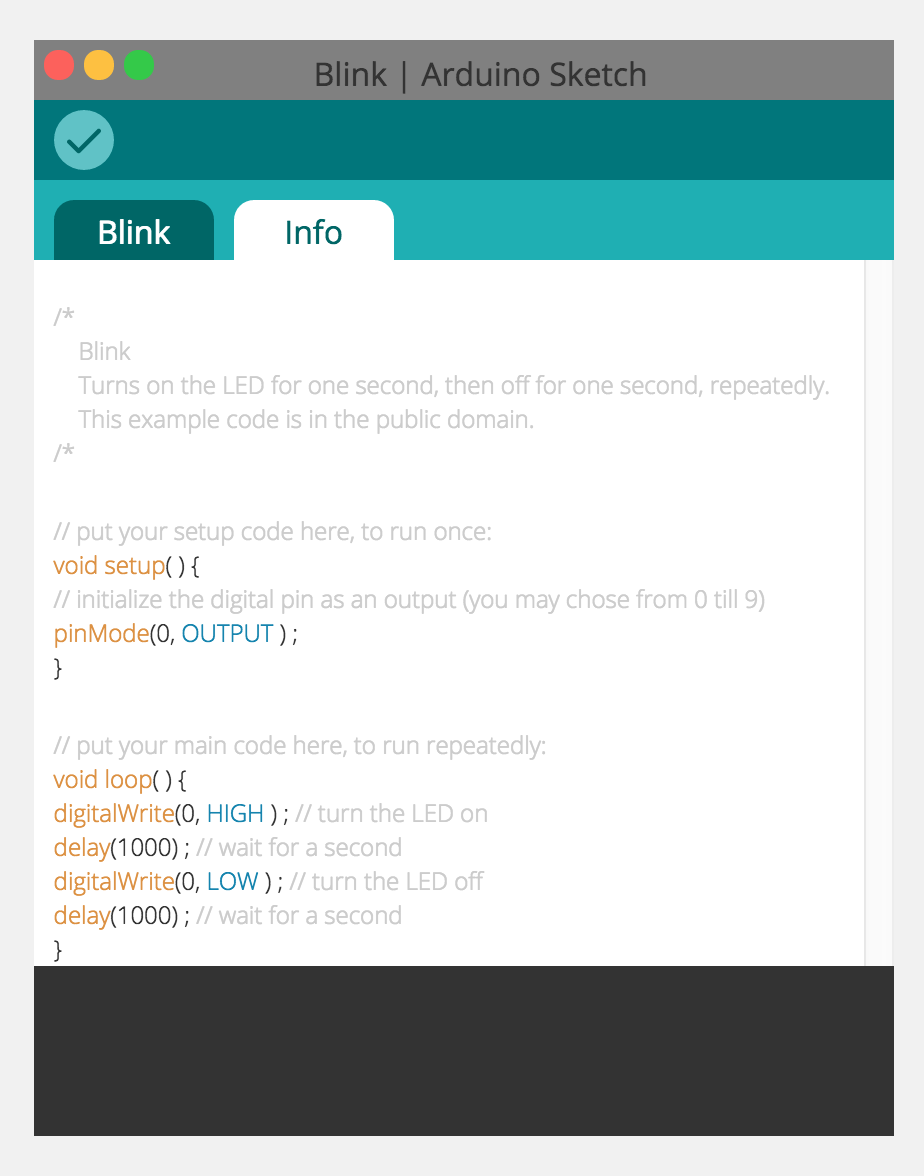 Blink | Arduino Sketch
Blink
Info
/*
Blink
Turns on the LED for one second, then off for one second, repeatedly.
This example code is in the public domain.
/*
// put your setup code here, to run once:
void setup( ) {
// initialize the digital pin as an output (you may chose from 0 till 9)
pinMode(0, OUTPUT ) ;
}
// put your main code here, to run repeatedly:
void loop( ) {
digitalWrite(0, HIGH ) ; // turn the LED on
delay(1000) ; // wait for a second
digitalWrite(0, LOW ) ; // turn the LED off
delay(1000) ; // wait for a second
}